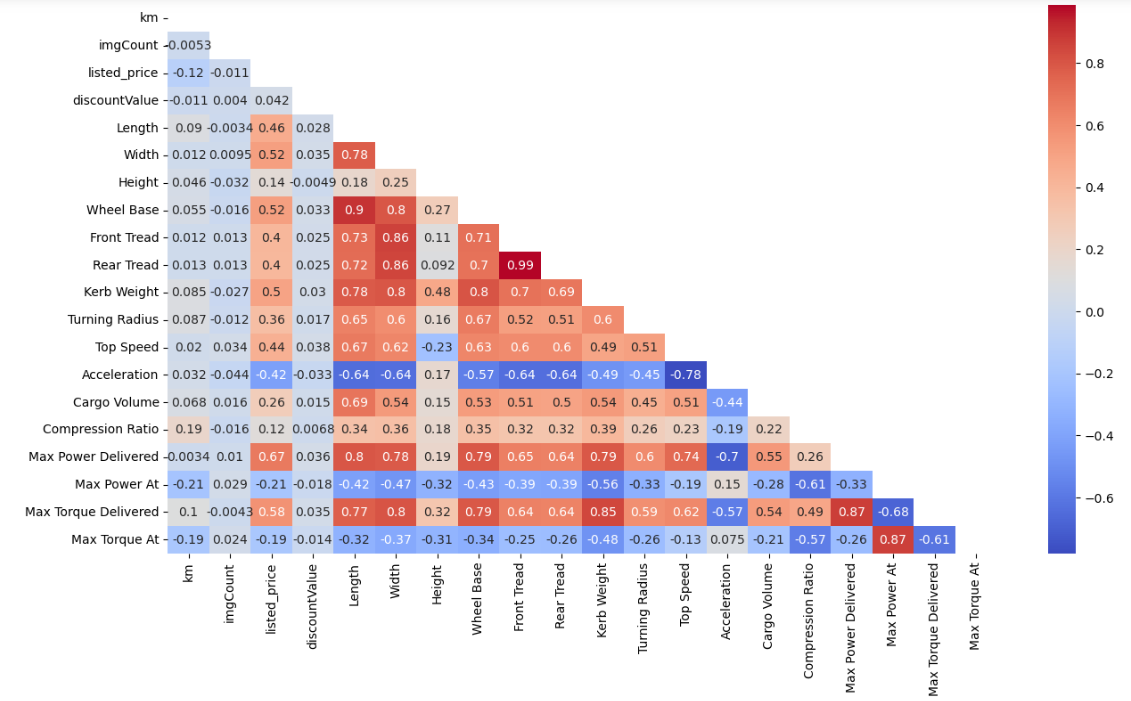 km
imgCount -0.0053
listed_price -0.12 -0.011
discountValue -0.011 0.004 0.042
Length 0.09 -0.0034 0.46 0.028
Width 0.012 0.0095 0.52 0.035 0.78
Height 0.046 -0.032 0.14 -0.0049 0.18 0.25
Wheel Base 0.055 -0.016 0.52 0.033 0.9 0.8 0.27
Front Tread 0.012 0.013 0.4 0.025 0.73 0.86 0.11 0.71
Rear Tread 0.013 0.013 0.4 0.025 0.72 0.86 0.092 0.7 0.99
Kerb Weight 0.085 -0.027 0.5 0.03 0.78 0.8 0.48 0.8 0.7 0.69
Turning Radius 0.087 -0.012 0.36 0.017 0.65 0.6 0.16 0.67 0.52 0.51 0.6
Top Speed 0.02 0.034 0.44 0.038 0.67 0.62 -0.23 0.63 0.6 0.6 0.49 0.51
Acceleration 0.032 -0.044 -0.42 -0.033 -0.64 -0.64 0.17 -0.57 -0.64 -0.64 -0.49 -0.45 -0.78
Cargo Volume 0.068 0.016 0.26 0.015 0.69 0.54 0.15 0.53 0.51 0.5 0.54 0.45 0.51 -0.44
Compression Ratio 0.19 -0.016 0.12 0.0068 0.34 0.36 0.18 0.35 0.32 0.32 0.39 0.26 0.23 -0.19 0.22
Max Power Delivered 0.0034 0.01 0.67 0.036 0.8 0.78 0.19 0.79 0.65 0.64 0.79 0.6 0.74 -0.7 0.55 0.26
Max Power At -0.21 0.029 -0.21 -0.018 -0.42 -0.47 -0.32 -0.43 -0.39 -0.39 -0.56 -0.33 -0.19 0.15 -0.28 -0.61 -0.33
Max Torque Delivered 0.1 -0.0043 0.58 0.035 0.77 0.8 0.32 0.79 0.64 0.64 0.85 0.59 0.62 -0.57 0.54 0.49 0.87 -0.68
Max Torque At -0.19 0.024 -0.19 -0.014 -0.32 -0.37 -0.31 -0.34 -0.25 -0.26 -0.48 -0.26 -0.13 0.075 -0.21 -0.57 -0.26 0.87 -0.61
km
imgCount
listed_price
discountValue
Length
Width
Height
Wheel Base
Front Tread
Rear Tread
Kerb Weight
Turning Radius
Top Speed
Acceleration
Cargo Volume
Compression Ratio
Max Power Delivered
Max Power At
Max Torque Delivered
Max Torque At
0.8
0.6
0.4
0.2
0.0
−0.2
−0.4
−0.6